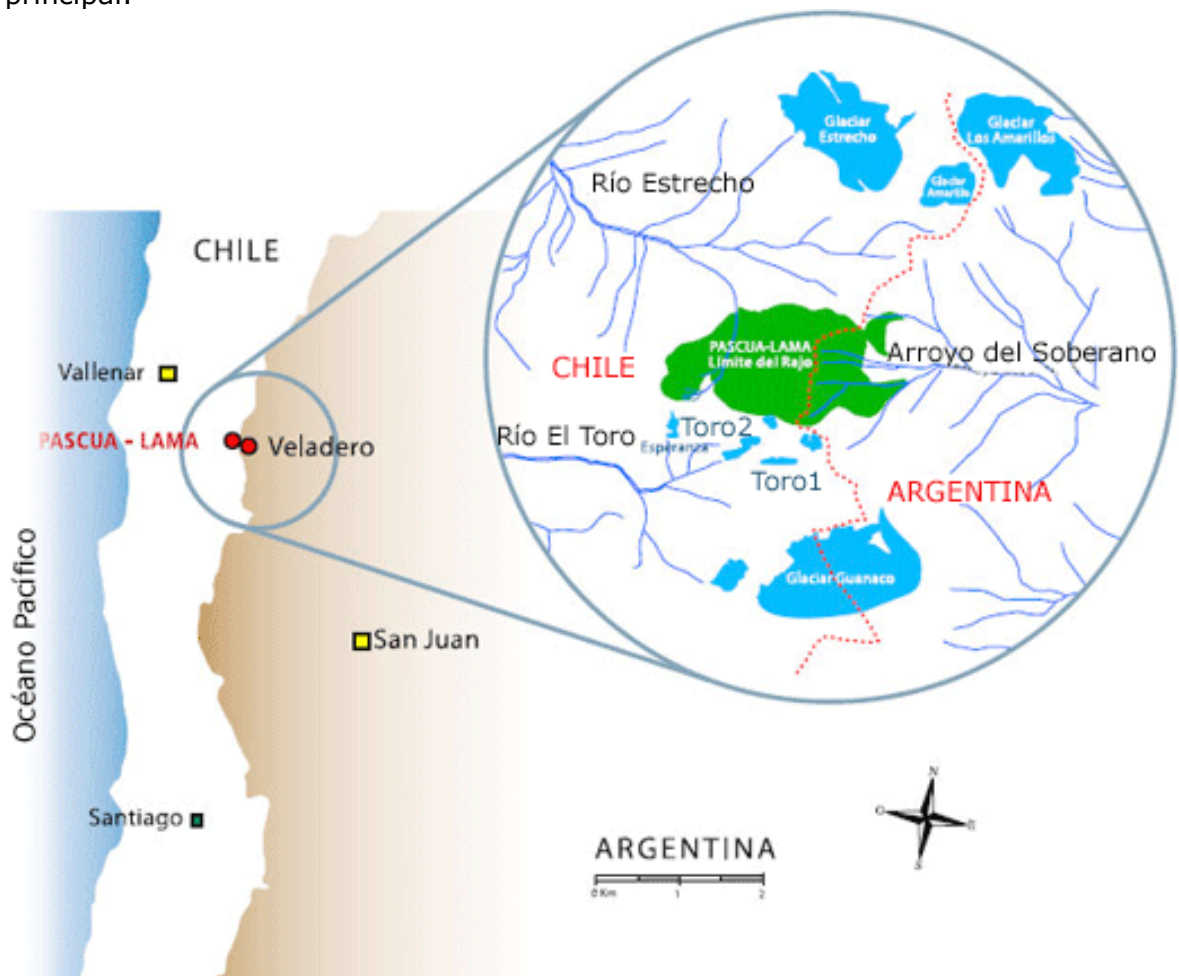 principal.
Glaciar
Estrecho
Glaciar
Los Amarillos
Glaciar
Amarillo
Río Estrecho
CHILE
PASCUA-LAMA
Límite del Rajo
Arroyo del Soberano
CHILE
Vallenar
Río El Toro
Toro2
Esperanza
PASCUA - LAMA
Veladero
Toro1
ARGENTINA
Glaciar Guanaco
Océano Pacífico
San Juan
Santiago
N
O
E
S
ARGENTINA
0 Km 1 2